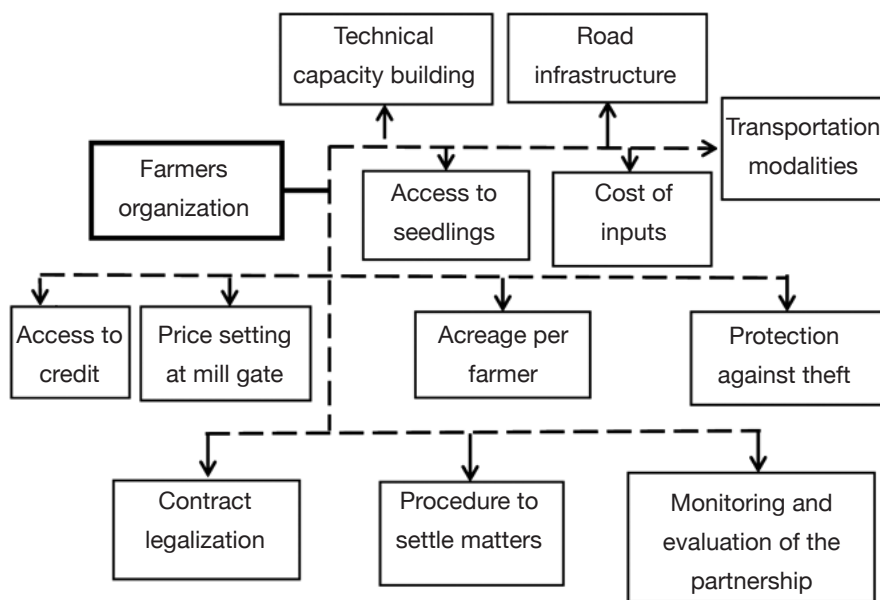 Technical
capacity building
Road
infrastructure
Transportation
modalities
Farmers
organization
Access to
seedlings
Cost of
inputs
Access to
credit
Price setting
at mill gate
Acreage per
farmer
Protection
against theft
Contract
legalization
Procedure to
settle matters
Monitoring and
evaluation of the
partnership